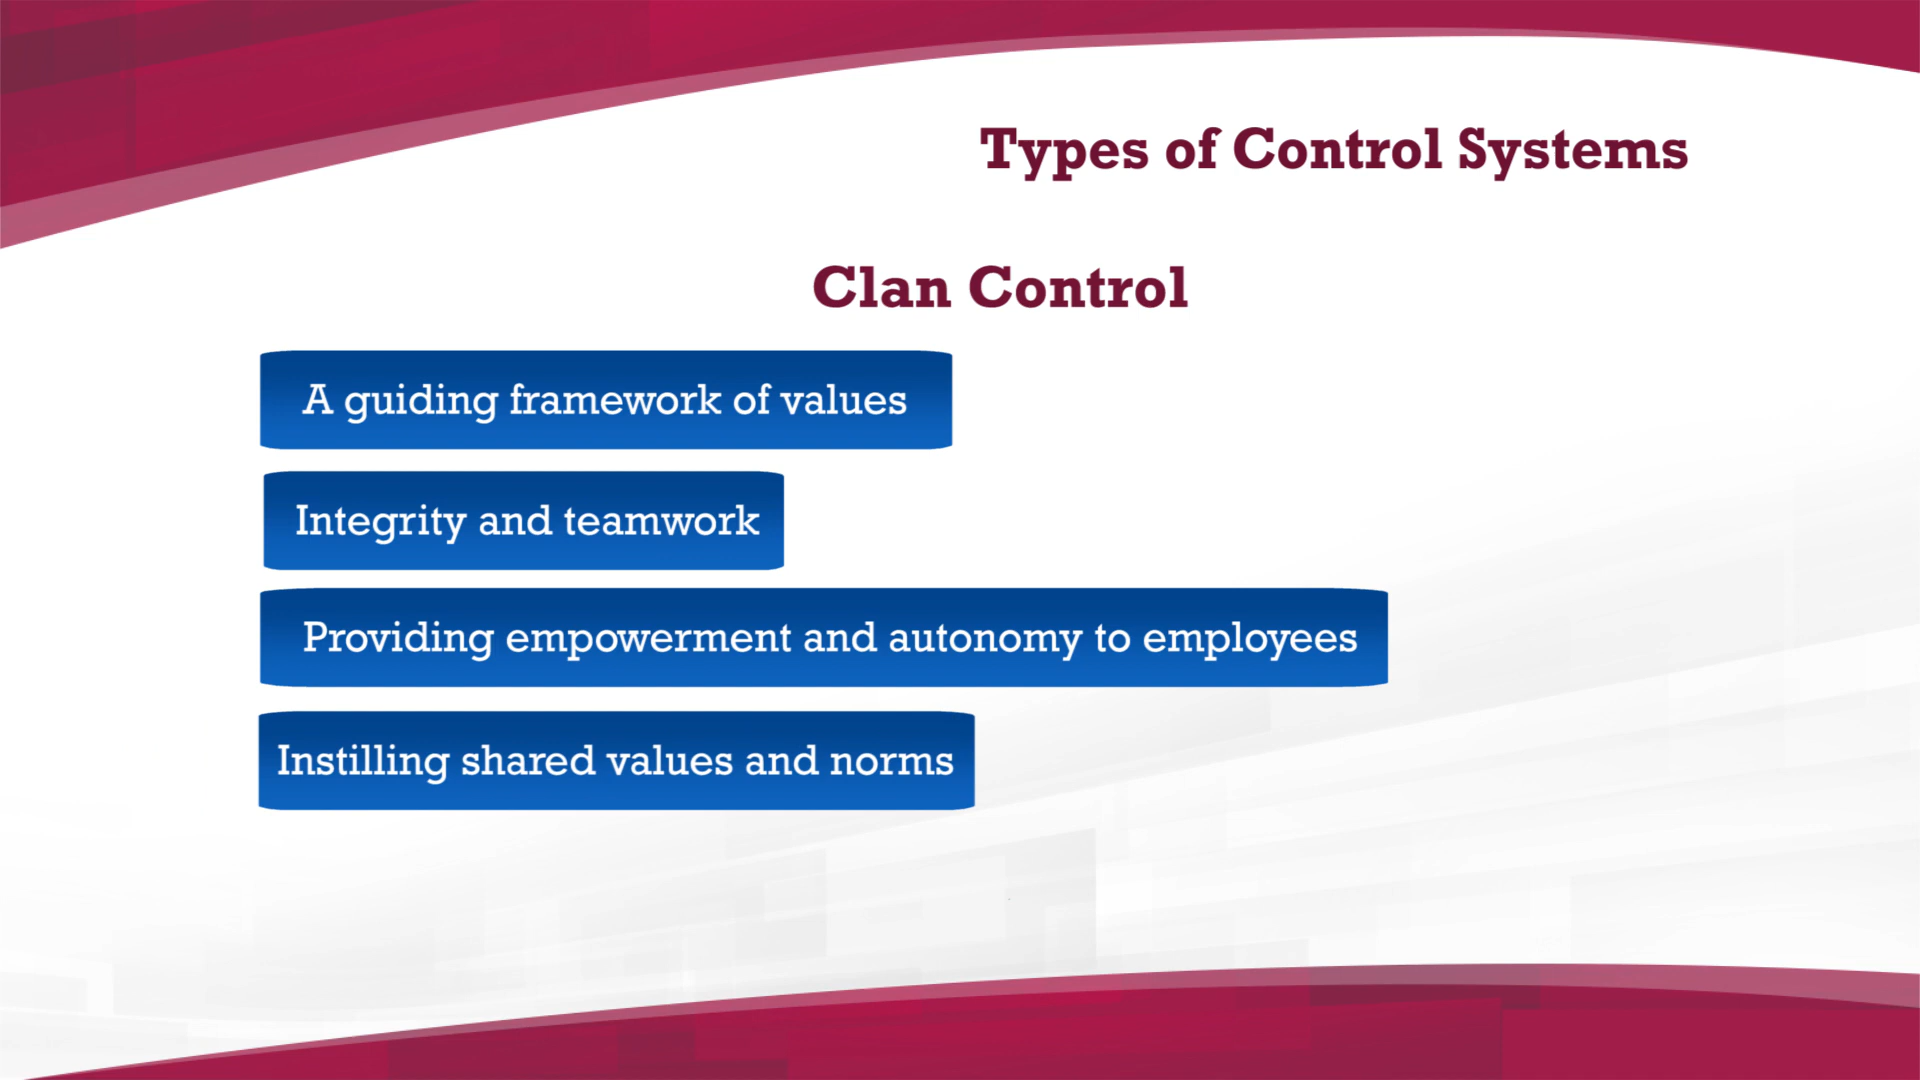 Types of Control Systems
Clan Control
A guiding framework of values
Integrity and teamwork
Providing empowerment and autonomy to employees
Instilling shared values and norms